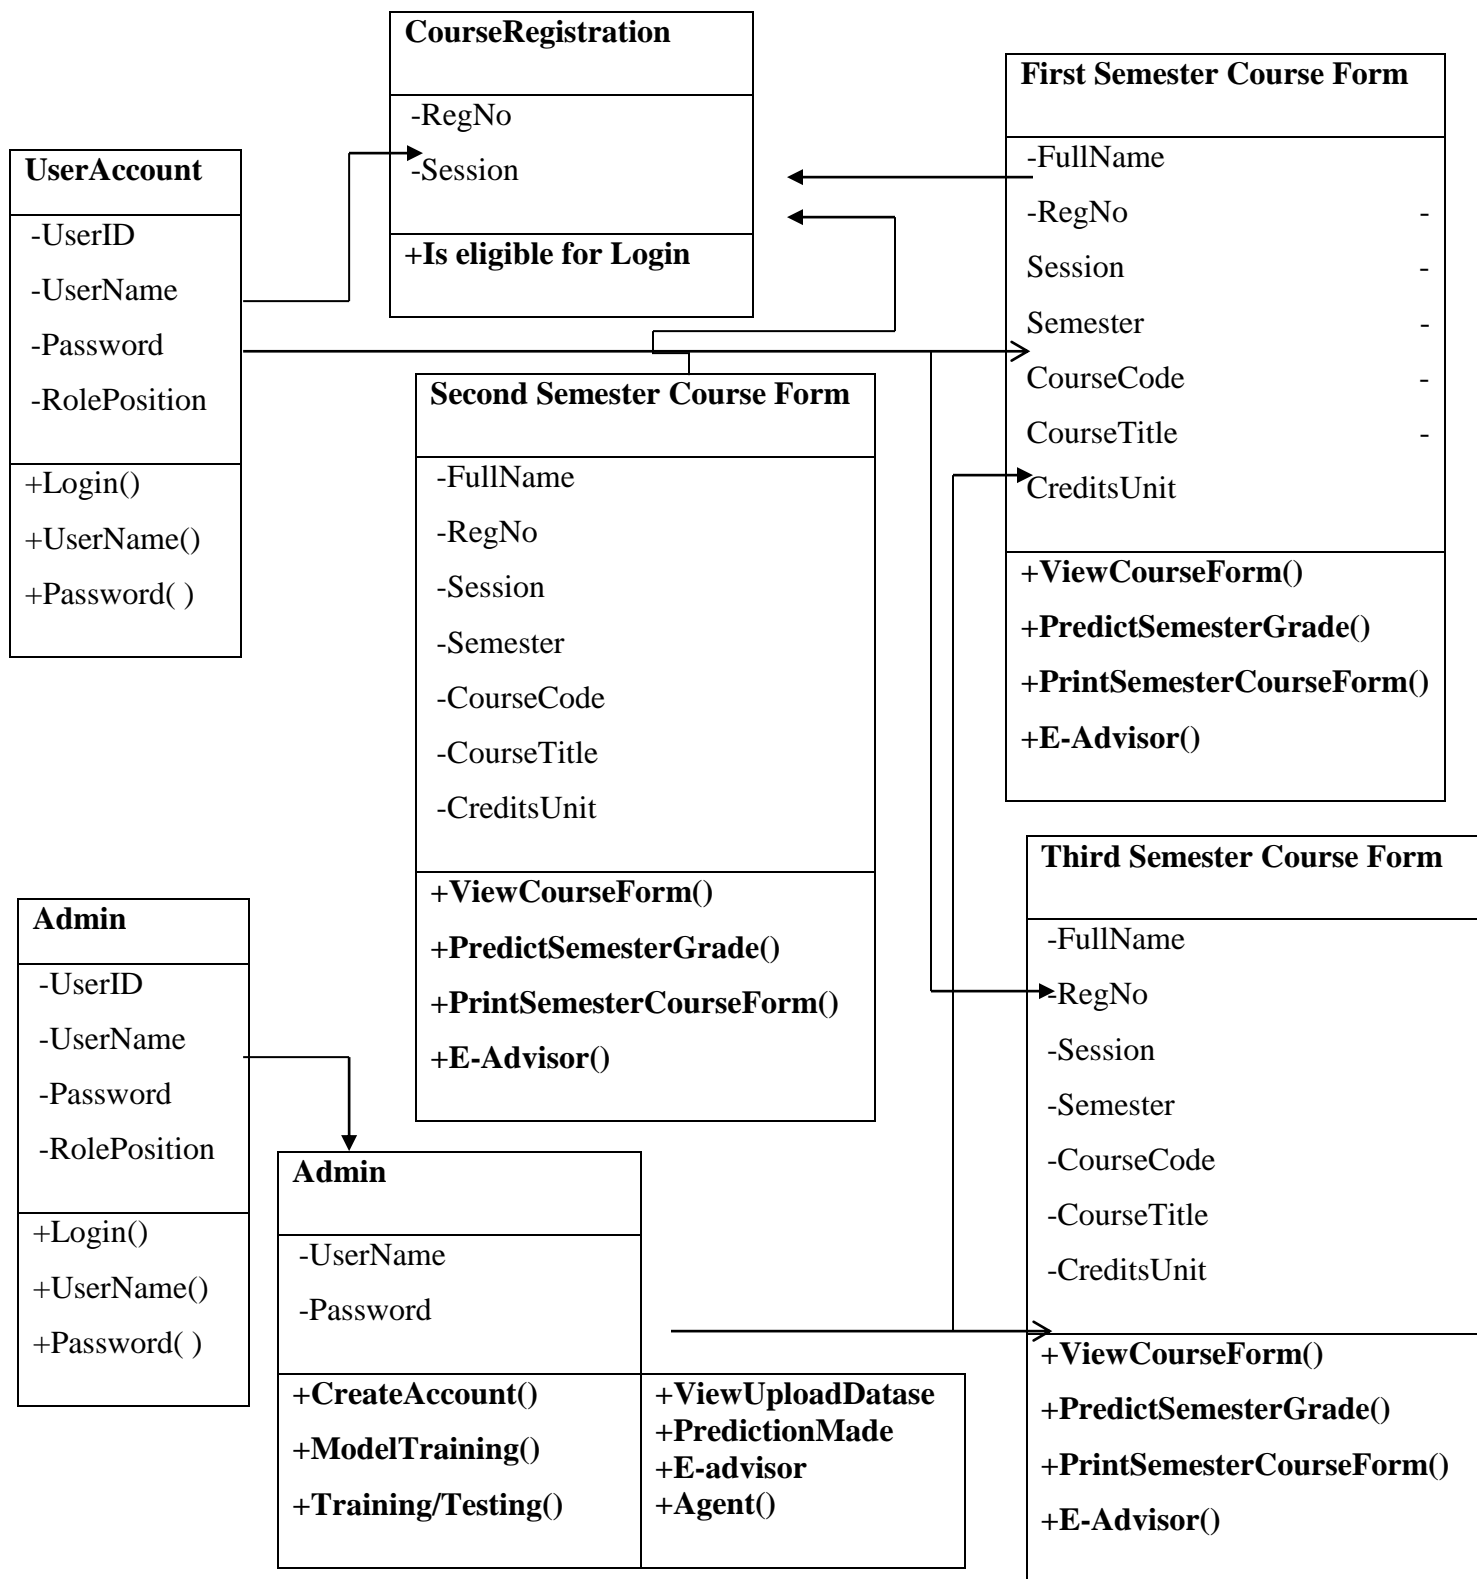 CourseRegistration
-RegNo
-Session
+Is eligible for Login
First Semester Course Form
-FullName
-RegNo -
Session -
Semester -
CourseCode -
CourseTitle -
CreditsUnit
+ViewCourseForm()
+PredictSemesterGrade()
+PrintSemesterCourseForm()
+E-Advisor()
UserAccount
-UserID
-UserName
-Password
-RolePosition
+Login()
+UserName()
+Password( )
Second Semester Course Form
-FullName
-RegNo
-Session
-Semester
-CourseCode
-CourseTitle
-CreditsUnit
+ViewCourseForm()
+PredictSemesterGrade()
+PrintSemesterCourseForm()
+E-Advisor()
Third Semester Course Form
-FullName
-RegNo
-Session
-Semester
-CourseCode
-CourseTitle
-CreditsUnit
+ViewCourseForm()
+PredictSemesterGrade()
+PrintSemesterCourseForm()
+E-Advisor()
Admin
-UserID
-UserName
-Password
-RolePosition
+Login()
+UserName()
+Password( )
Admin
-UserName
-Password
+CreateAccount()
+ModelTraining()
+Training/Testing()
+ViewUploadDatase
+PredictionMade
+E-advisor
+Agent()